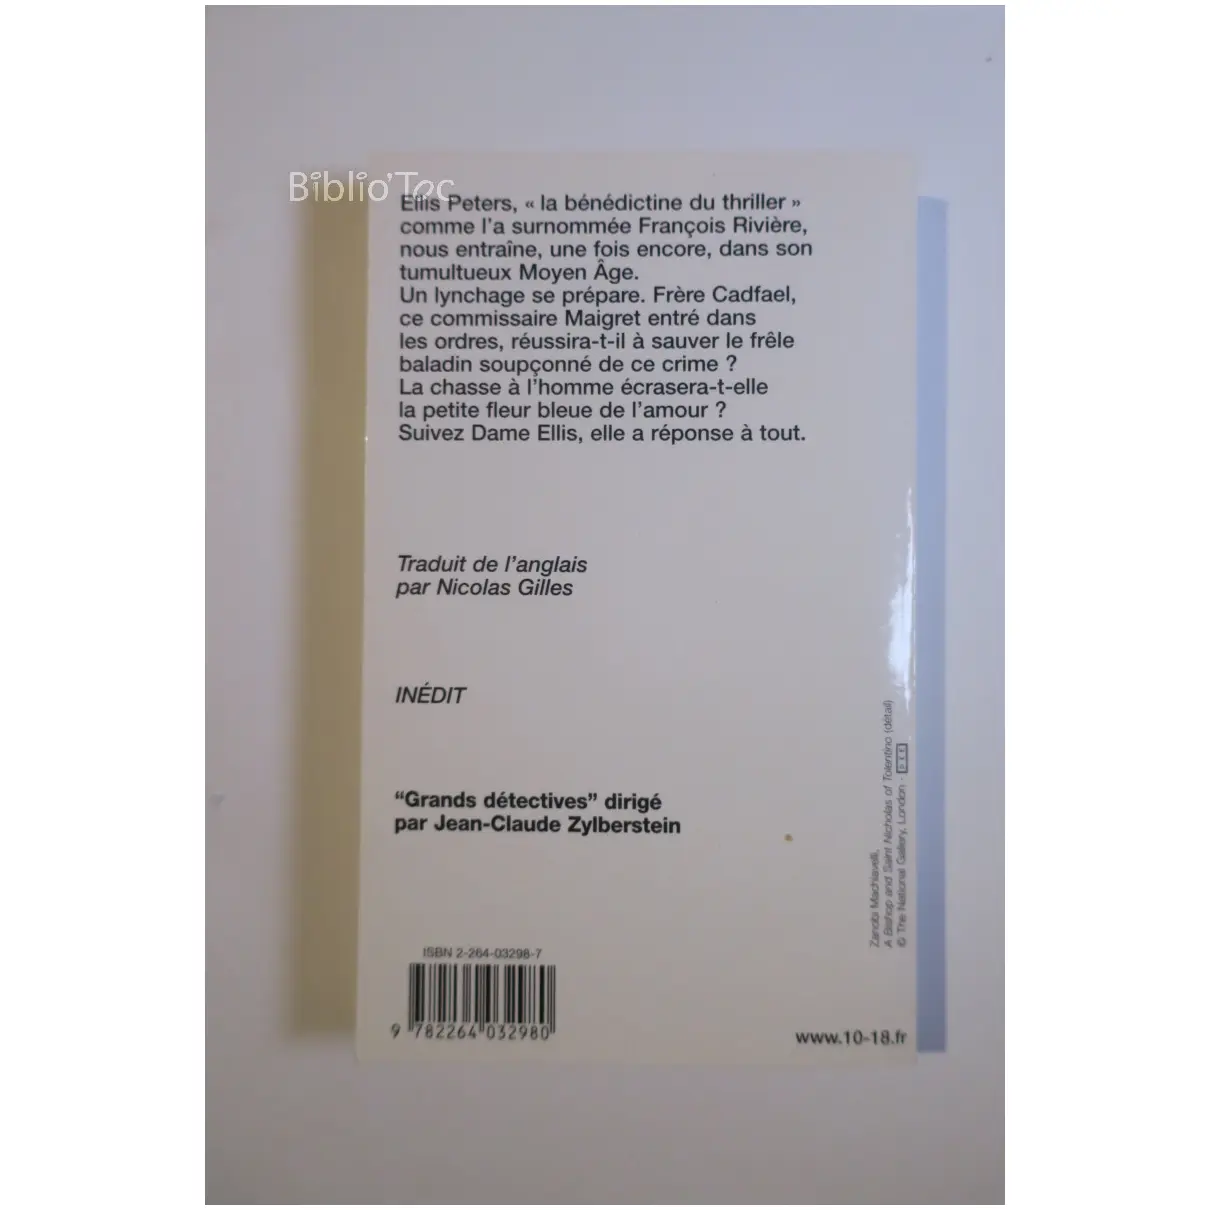 Biblio'Tec
Ellis Peters, « la bénédictine du thriller »
comme l'a surnommée François Rivière,
nous entraîne, une fois encore, dans son
tumultueux Moyen Âge.
Un lynchage se prépare. Frère Cadfael,
ce commissaire Maigret entré dans
les ordres, réussira-t-il à sauver le frêle
baladin soupçonné de ce crime ?
La chasse à l'homme écrasera-t-elle
la petite fleur bleue de l'amour ?
Suivez Dame Ellis, elle a réponse à tout.
Traduit de l'anglais
par Nicolas Gilles
INÉDIT
"Grands détectives" dirigé
par Jean-Claude Zylberstein
Zanobi Machiavelli,
A Bishop and Saint Nicholas of Tolentino (détail)
© The National Gallery, London -
ISBN 2-264-03298-7
9 782264 032980
www.10-18.fr